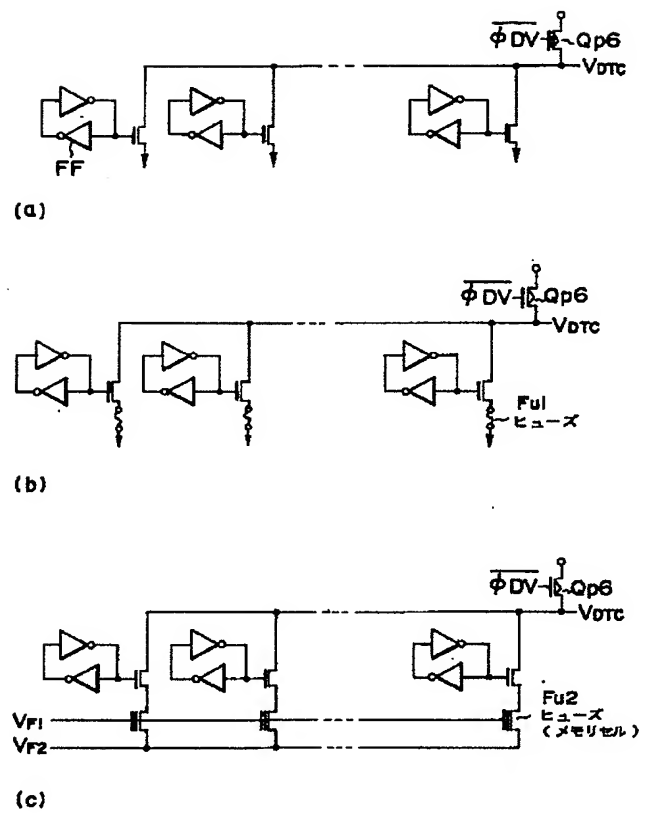 φDV Qp6
VDTC
FF
(a)
φDV Qp6
VDTC
Fu1
ヒューズ
(b)
φDV Qp6
VDTC
Fu2
ヒューズ
(メモリセル)
VF1
VF2
(c)